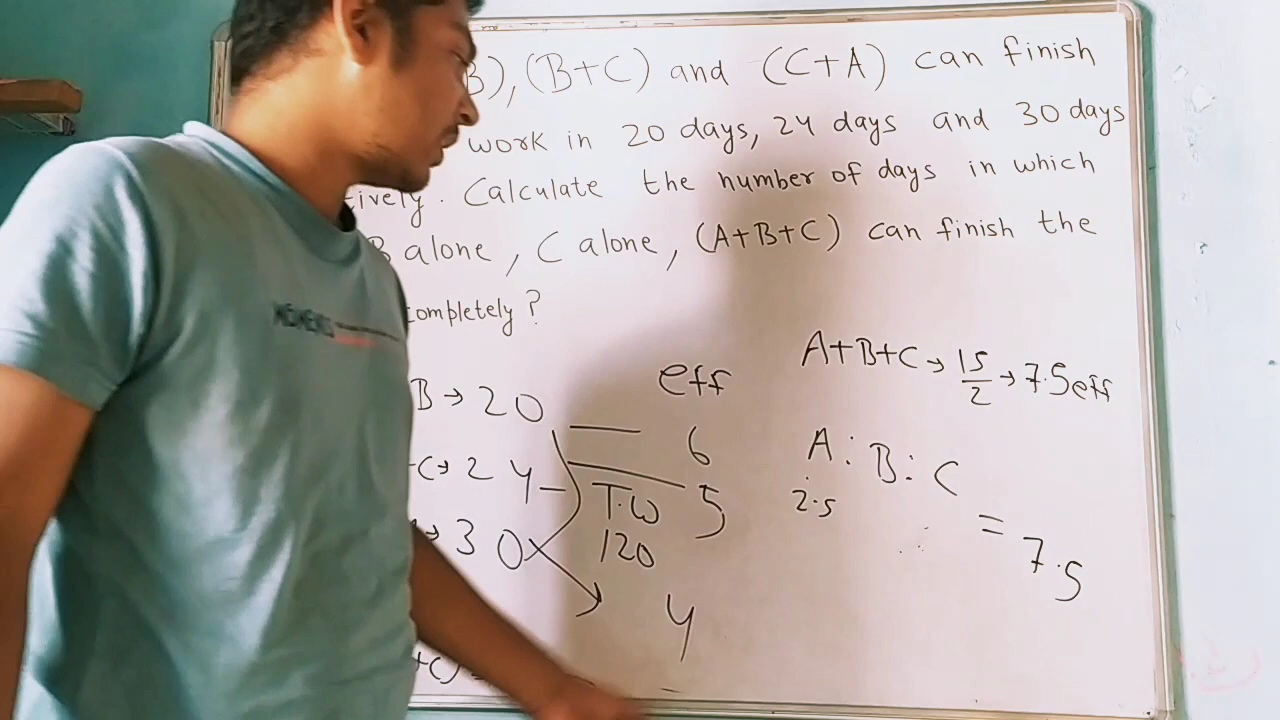 B), (B+C) and (C+A) can finish
work in 20 days, 24 days and 30 days
tively. Calculate the number of days in which
B alone, C alone, (A+B+C) can finish the
completely?
A+B+C → 15/2 → 7.5 eff
eff
B → 20
6
A : B : C
C → 24
T.W
5
2.5
=
→ 30
120
7.5
4
+C)